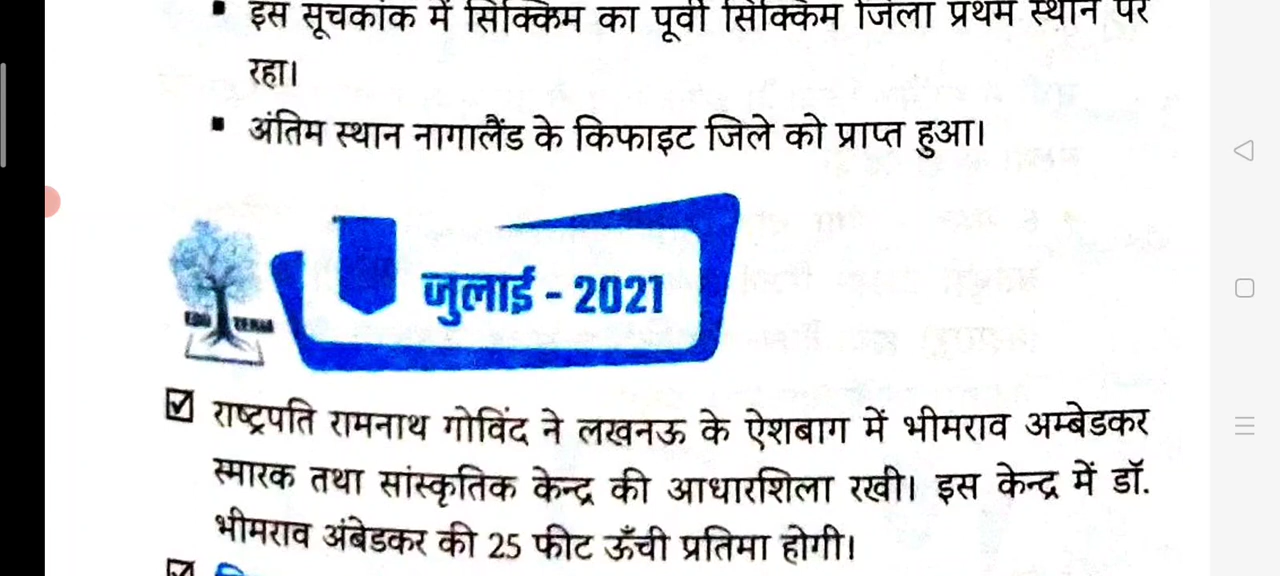 इस सूचकांक में सिक्किम का पूर्वी सिक्किम जिला प्रथम स्थान पर
रहा।
अंतिम स्थान नागालैंड के किफाइट जिले को प्राप्त हुआ।
जुलाई - 2021
राष्ट्रपति रामनाथ गोविंद ने लखनऊ के ऐशबाग में भीमराव अम्बेडकर
स्मारक तथा सांस्कृतिक केन्द्र की आधारशिला रखी। इस केन्द्र में डॉ.
भीमराव अंबेडकर की 25 फीट ऊँची प्रतिमा होगी।